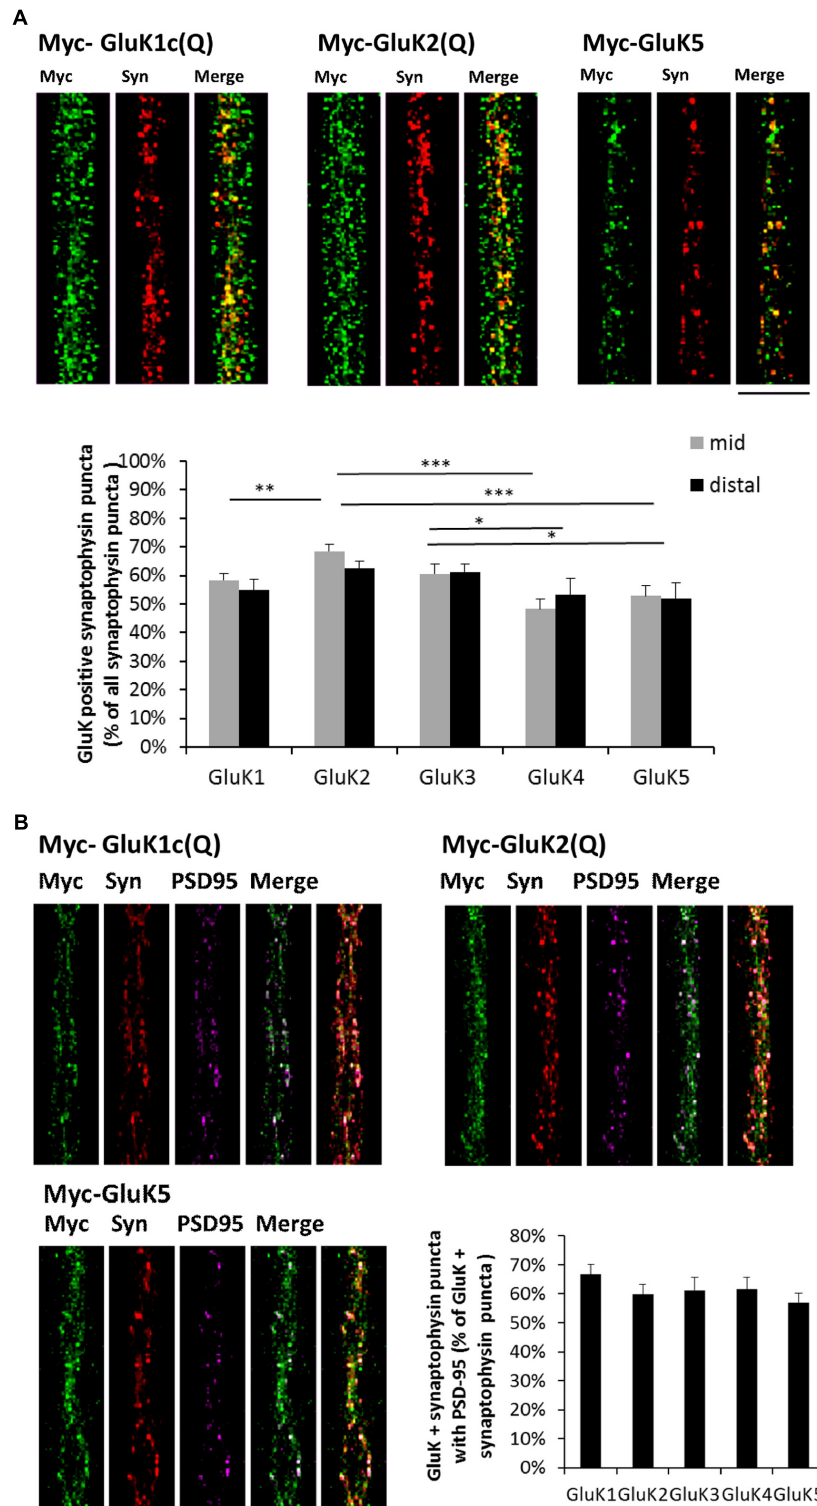 A
Myc- GluK1c(Q) Myc-GluK2(Q) Myc-GluK5
Myc Syn Merge Myc Syn Merge Myc Syn Merge
mid
distal
GluK positive synaptophysin puncta
(% of all synaptophysin puncta )
100%
90%
80%
70%
60%
50%
40%
30%
20%
10%
0%
**
***
***
*
*
GluK1 GluK2 GluK3 GluK4 GluK5
B
Myc- GluK1c(Q) Myc-GluK2(Q)
Myc Syn PSD95 Merge Myc Syn PSD95 Merge
Myc-GluK5
Myc Syn PSD95 Merge
GluK + synaptophysin puncta
with PSD-95 (% of GluK +
synaptophysin puncta)
80%
70%
60%
50%
40%
30%
20%
10%
0%
GluK1 GluK2 GluK3 GluK4 GluK5